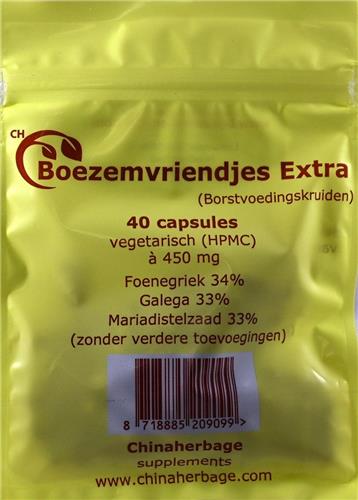 CH
Boezemvriendjes Extra
(Borstvoedingskruiden)
40 capsules
vegetarisch (HPMC)
à 450 mg
Foenegriek 34%
Galega 33%
Mariadistelzaad 33%
(zonder verdere toevoegingen)
8 718885 209099>
Chinaherbage
supplements
www.chinaherbage.com